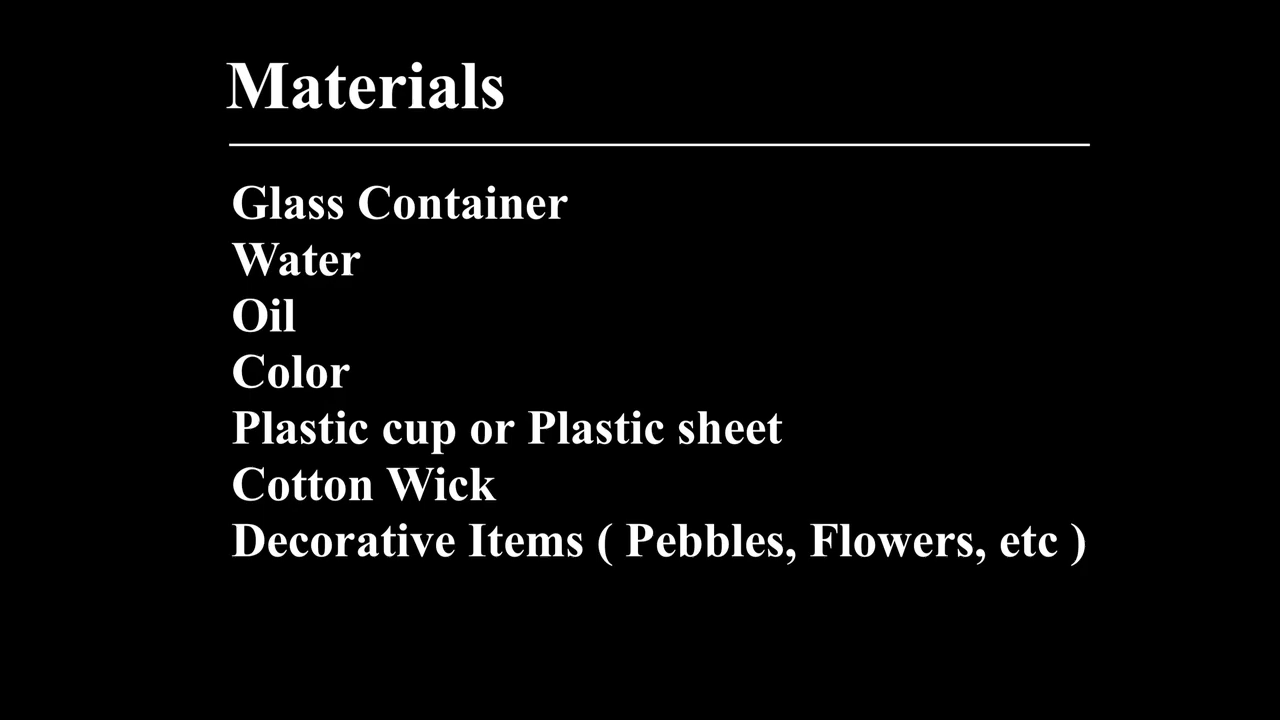 Materials
Glass Container
Water
Oil
Color
Plastic cup or Plastic sheet
Cotton Wick
Decorative Items ( Pebbles, Flowers, etc )